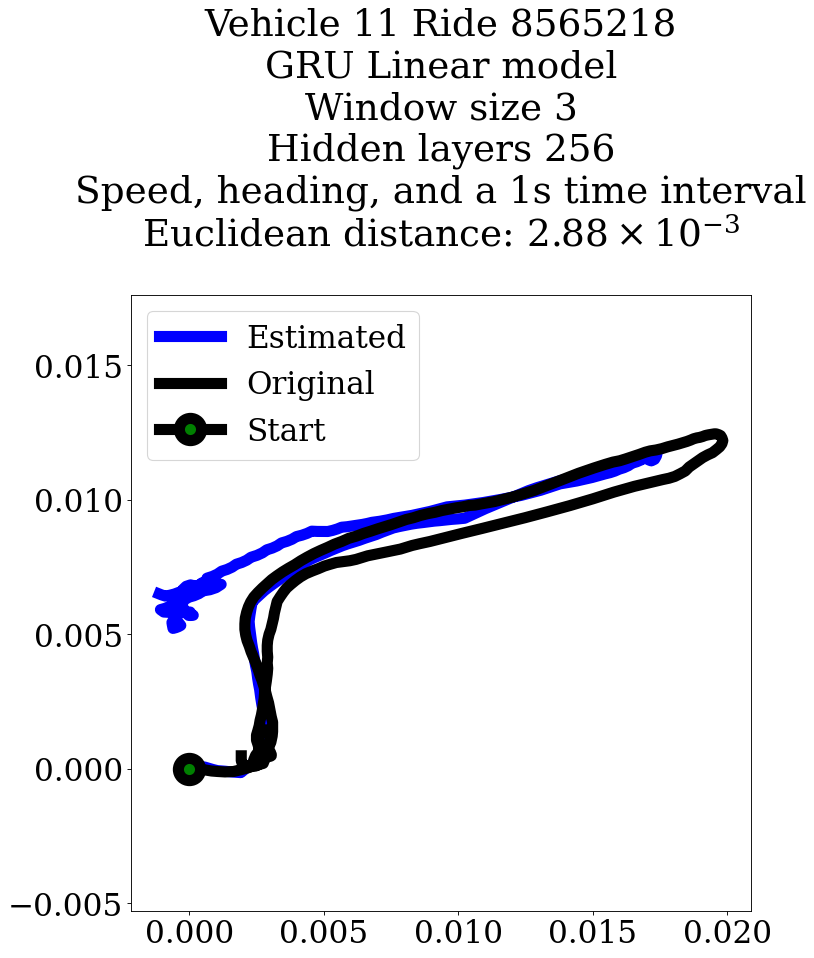 Vehicle 11 Ride 8565218
GRU Linear model
Window size 3
Hidden layers 256
Speed, heading, and a 1s time interval
Euclidean distance: 2.88 × 10⁻³
Estimated
Original
Start
0.015
0.010
0.005
0.000
−0.005
0.000 0.005 0.010 0.015 0.020